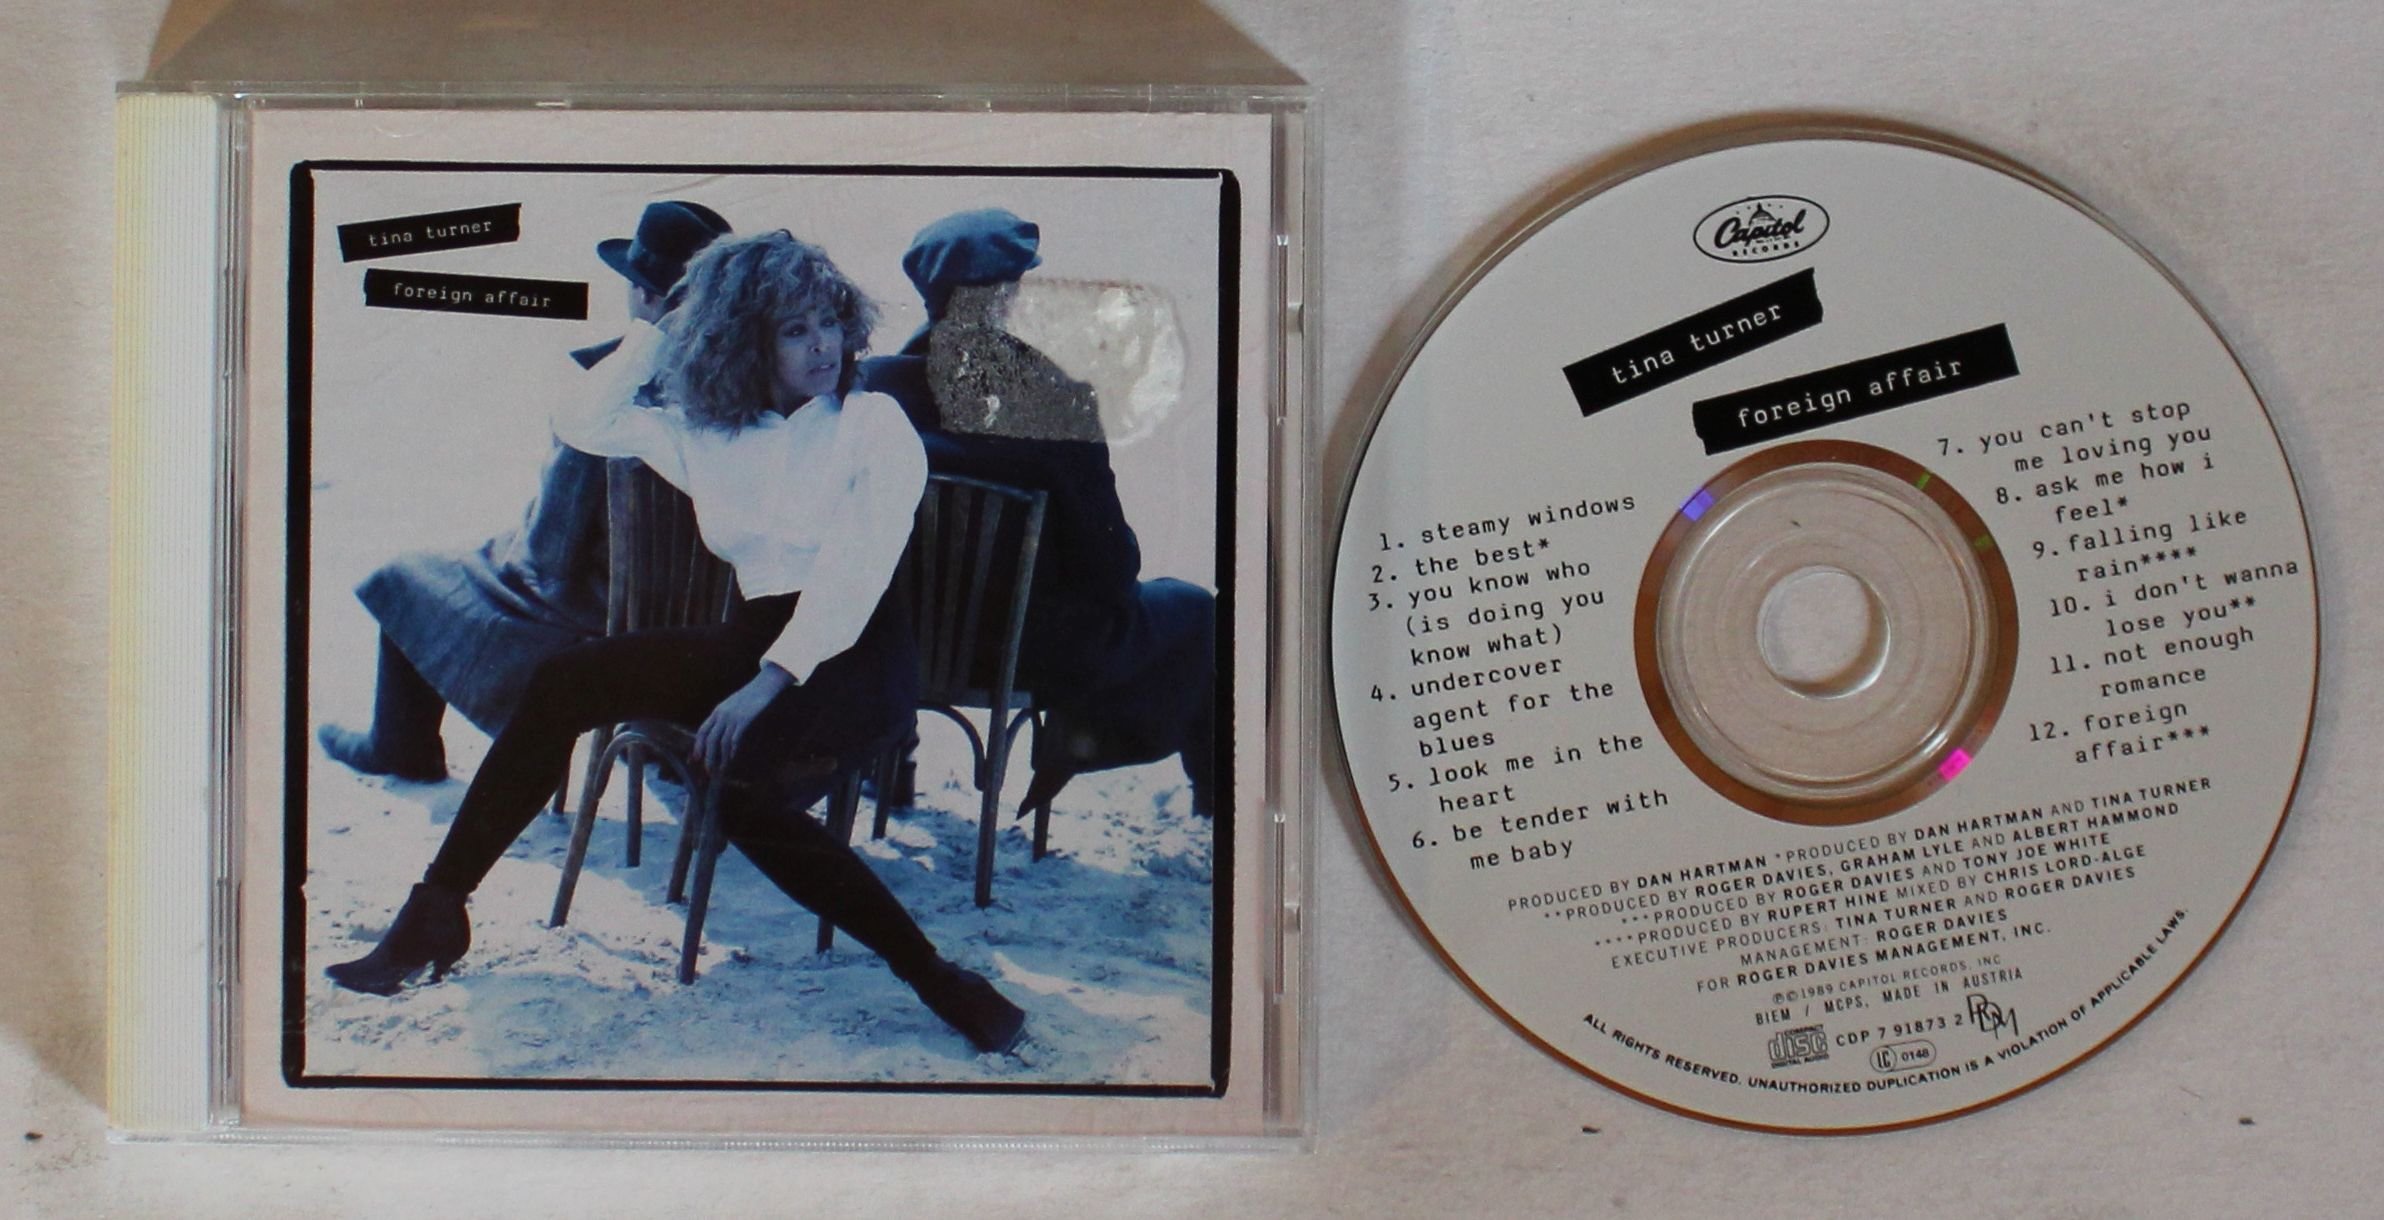 tina turner
foreign affair
Capitol
RECORDS
tina turner
foreign affair
1. steamy windows
2. the best*
3. you know who
(is doing you
know what)
4. undercover
agent for the
blues
5. look me in the
heart
6. be tender with
me baby
7. you can't stop
me loving you
8. ask me how i
feel*
9. falling like
rain****
10. i don't wanna
lose you**
11. not enough
romance
12. foreign
affair***
PRODUCED BY DAN HARTMAN *PRODUCED BY DAN HARTMAN AND TINA TURNER
**PRODUCED BY ROGER DAVIES, GRAHAM LYLE AND ALBERT HAMMOND
***PRODUCED BY ROGER DAVIES AND TONY JOE WHITE
****PRODUCED BY RUPERT HINE MIXED BY CHRIS LORD-ALGE
EXECUTIVE PRODUCERS: TINA TURNER AND ROGER DAVIES
MANAGEMENT: ROGER DAVIES
FOR ROGER DAVIES MANAGEMENT, INC.
℗©1989 CAPITOL RECORDS, INC
BIEM / MCPS, MADE IN AUSTRIA
COMPACT
disc
DIGITAL AUDIO
CDP 7 91873 2
RDM
LC 0148
ALL RIGHTS RESERVED. UNAUTHORIZED DUPLICATION IS A VIOLATION OF APPLICABLE LAWS.